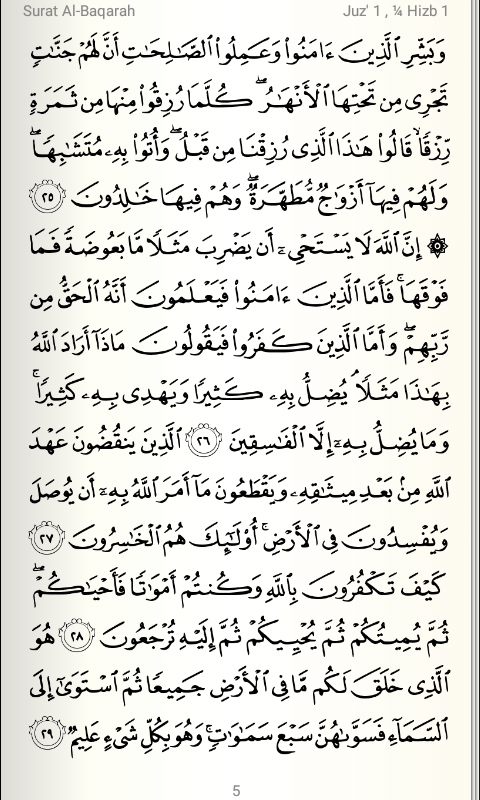 Surat Al-Baqarah Juz' 1 , ¼ Hizb 1
وَبَشِّرِ ٱلَّذِينَ ءَامَنُوا۟ وَعَمِلُوا۟ ٱلصَّـٰلِحَـٰتِ أَنَّ لَهُمْ جَنَّـٰتٍ
تَجْرِى مِن تَحْتِهَا ٱلْأَنْهَـٰرُ ۖ كُلَّمَا رُزِقُوا۟ مِنْهَا مِن ثَمَرَةٍ
رِّزْقًا ۙ قَالُوا۟ هَـٰذَا ٱلَّذِى رُزِقْنَا مِن قَبْلُ ۖ وَأُتُوا۟ بِهِۦ مُتَشَـٰبِهًا ۖ
وَلَهُمْ فِيهَآ أَزْوَٰجٌ مُّطَهَّرَةٌ ۖ وَهُمْ فِيهَا خَـٰلِدُونَ ٢٥
۞ إِنَّ ٱللَّهَ لَا يَسْتَحْىِۦٓ أَن يَضْرِبَ مَثَلًا مَّا بَعُوضَةً فَمَا
فَوْقَهَا ۚ فَأَمَّا ٱلَّذِينَ ءَامَنُوا۟ فَيَعْلَمُونَ أَنَّهُ ٱلْحَقُّ مِن
رَّبِّهِمْ ۖ وَأَمَّا ٱلَّذِينَ كَفَرُوا۟ فَيَقُولُونَ مَاذَآ أَرَادَ ٱللَّهُ
بِهَـٰذَا مَثَلًا ۘ يُضِلُّ بِهِۦ كَثِيرًا وَيَهْدِى بِهِۦ كَثِيرًا ۚ
وَمَا يُضِلُّ بِهِۦٓ إِلَّا ٱلْفَـٰسِقِينَ ٢٦ ٱلَّذِينَ يَنقُضُونَ عَهْدَ
ٱللَّهِ مِنۢ بَعْدِ مِيثَـٰقِهِۦ وَيَقْطَعُونَ مَآ أَمَرَ ٱللَّهُ بِهِۦٓ أَن يُوصَلَ
وَيُفْسِدُونَ فِى ٱلْأَرْضِ ۚ أُو۟لَـٰٓئِكَ هُمُ ٱلْخَـٰسِرُونَ ٢٧
كَيْفَ تَكْفُرُونَ بِٱللَّهِ وَكُنتُمْ أَمْوَٰتًا فَأَحْيَـٰكُمْ ۖ
ثُمَّ يُمِيتُكُمْ ثُمَّ يُحْيِيكُمْ ثُمَّ إِلَيْهِ تُرْجَعُونَ ٢٨ هُوَ
ٱلَّذِى خَلَقَ لَكُم مَّا فِى ٱلْأَرْضِ جَمِيعًا ثُمَّ ٱسْتَوَىٰٓ إِلَى
ٱلسَّمَآءِ فَسَوَّىٰهُنَّ سَبْعَ سَمَـٰوَٰتٍ ۚ وَهُوَ بِكُلِّ شَىْءٍ عَلِيمٌ ٢٩
5